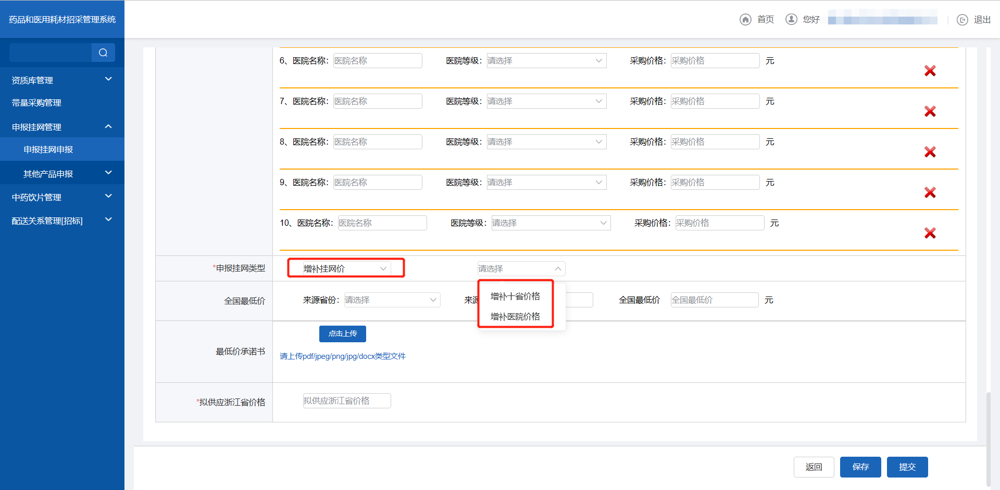 药品和医用耗材招采管理系统
首页 您好 退出
资质库管理
带量采购管理
申报挂网管理
申报挂网申报
其他产品申报
中药饮片管理
配送关系管理[招标]
6、医院名称: 医院名称 医院等级: 请选择 采购价格: 采购价格 元
7、医院名称: 医院名称 医院等级: 请选择 采购价格: 采购价格 元
8、医院名称: 医院名称 医院等级: 请选择 采购价格: 采购价格 元
9、医院名称: 医院名称 医院等级: 请选择 采购价格: 采购价格 元
10、医院名称: 医院名称 医院等级: 请选择 采购价格: 采购价格 元
*申报挂网类型 增补挂网价 请选择
增补十省价格
增补医院价格
全国最低价 来源省份: 请选择 来源 全国最低价 全国最低价 元
最低价承诺书 点击上传
请上传pdf/jpeg/png/jpg/docx类型文件
*拟供应浙江省价格 拟供应浙江省价格
返回 保存 提交